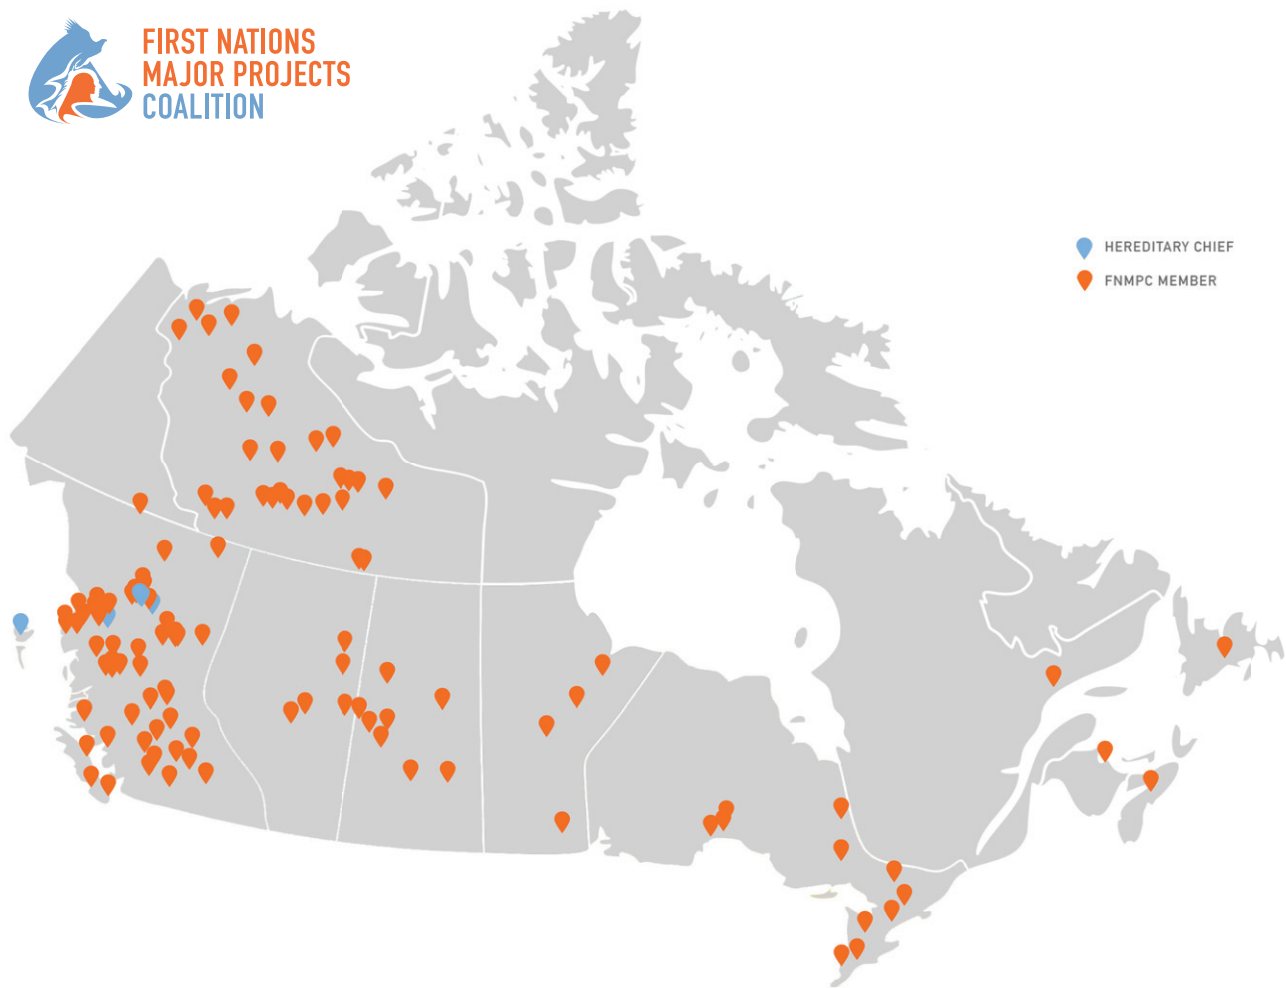 FIRST NATIONS
MAJOR PROJECTS
COALITION
HEREDITARY CHIEF
FNMPC MEMBER